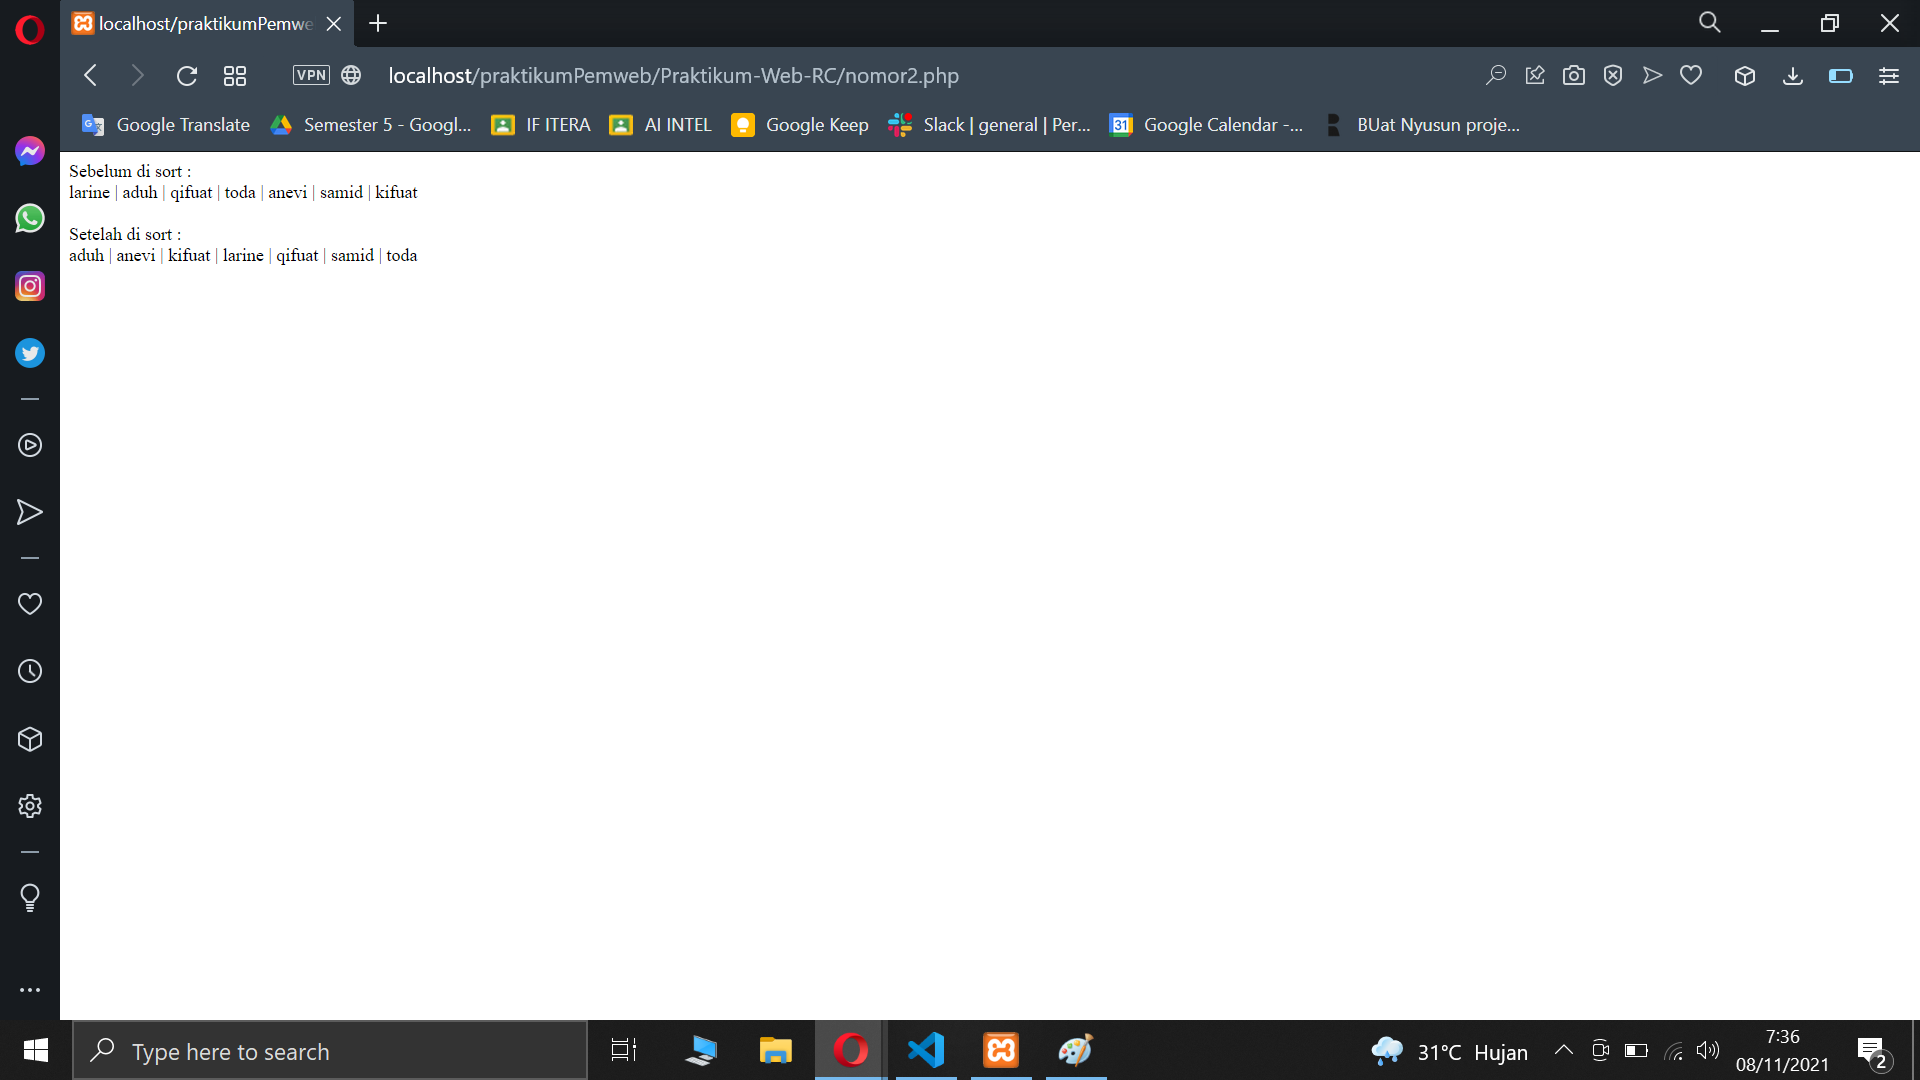 localhost/praktikumPemwe
VPN
localhost/praktikumPemweb/Praktikum-Web-RC/nomor2.php
Google Translate
Semester 5 - Googl...
IF ITERA
AI INTEL
Google Keep
Slack | general | Per...
31
Google Calendar -...
BUat Nyusun proje...
Sebelum di sort :
larine | aduh | qifuat | toda | anevi | samid | kifuat
Setelah di sort :
aduh | anevi | kifuat | larine | qifuat | samid | toda
Type here to search
31°C Hujan
7:36
08/11/2021
2